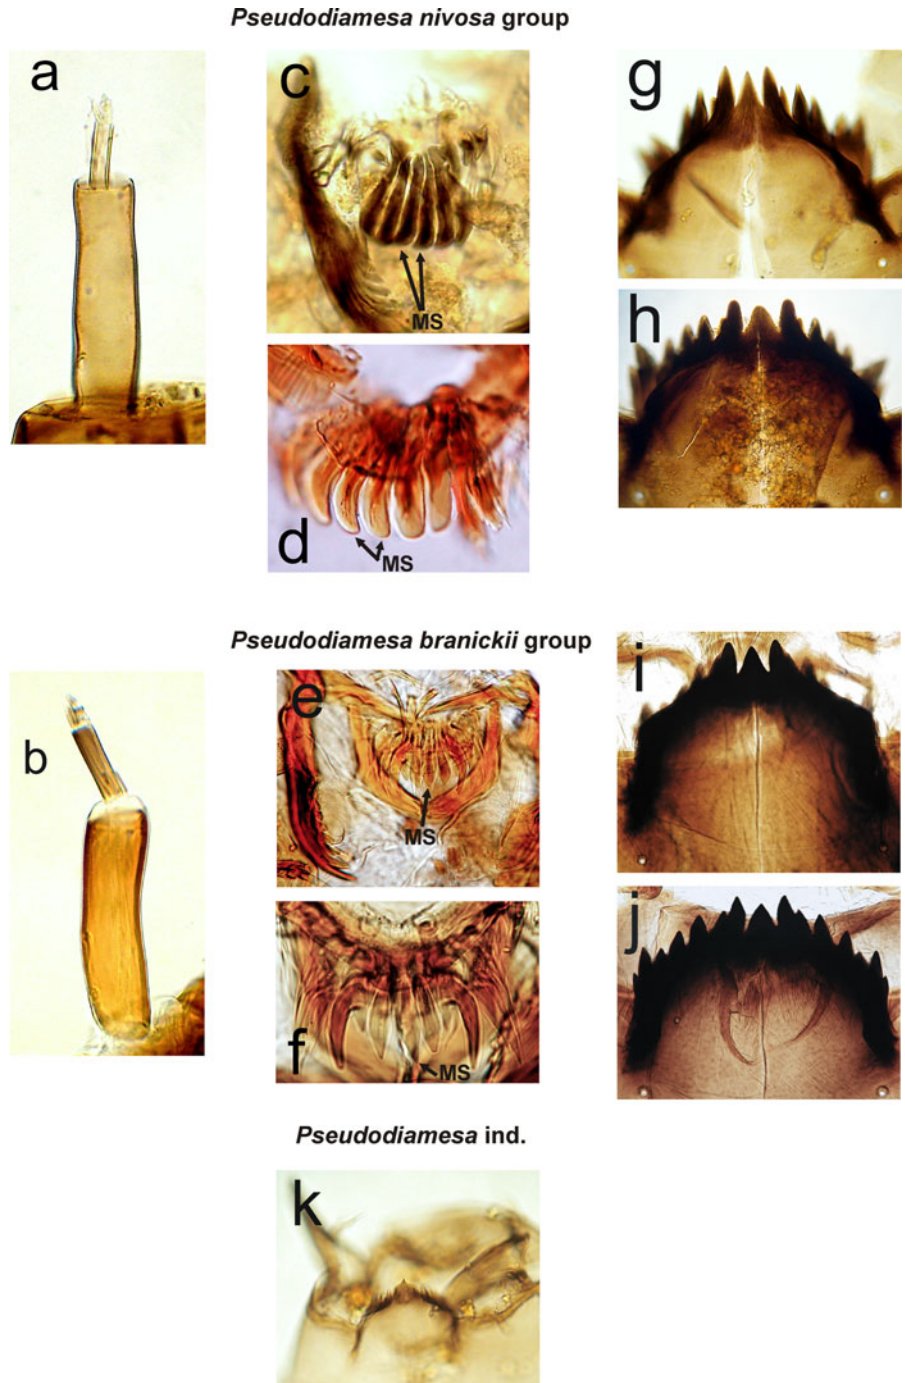 Pseudodiamesa nivosa group
a
c
MS
d
MS
g
h
Pseudodiamesa branickii group
b
e
MS
f
MS
i
j
Pseudodiamesa ind.
k